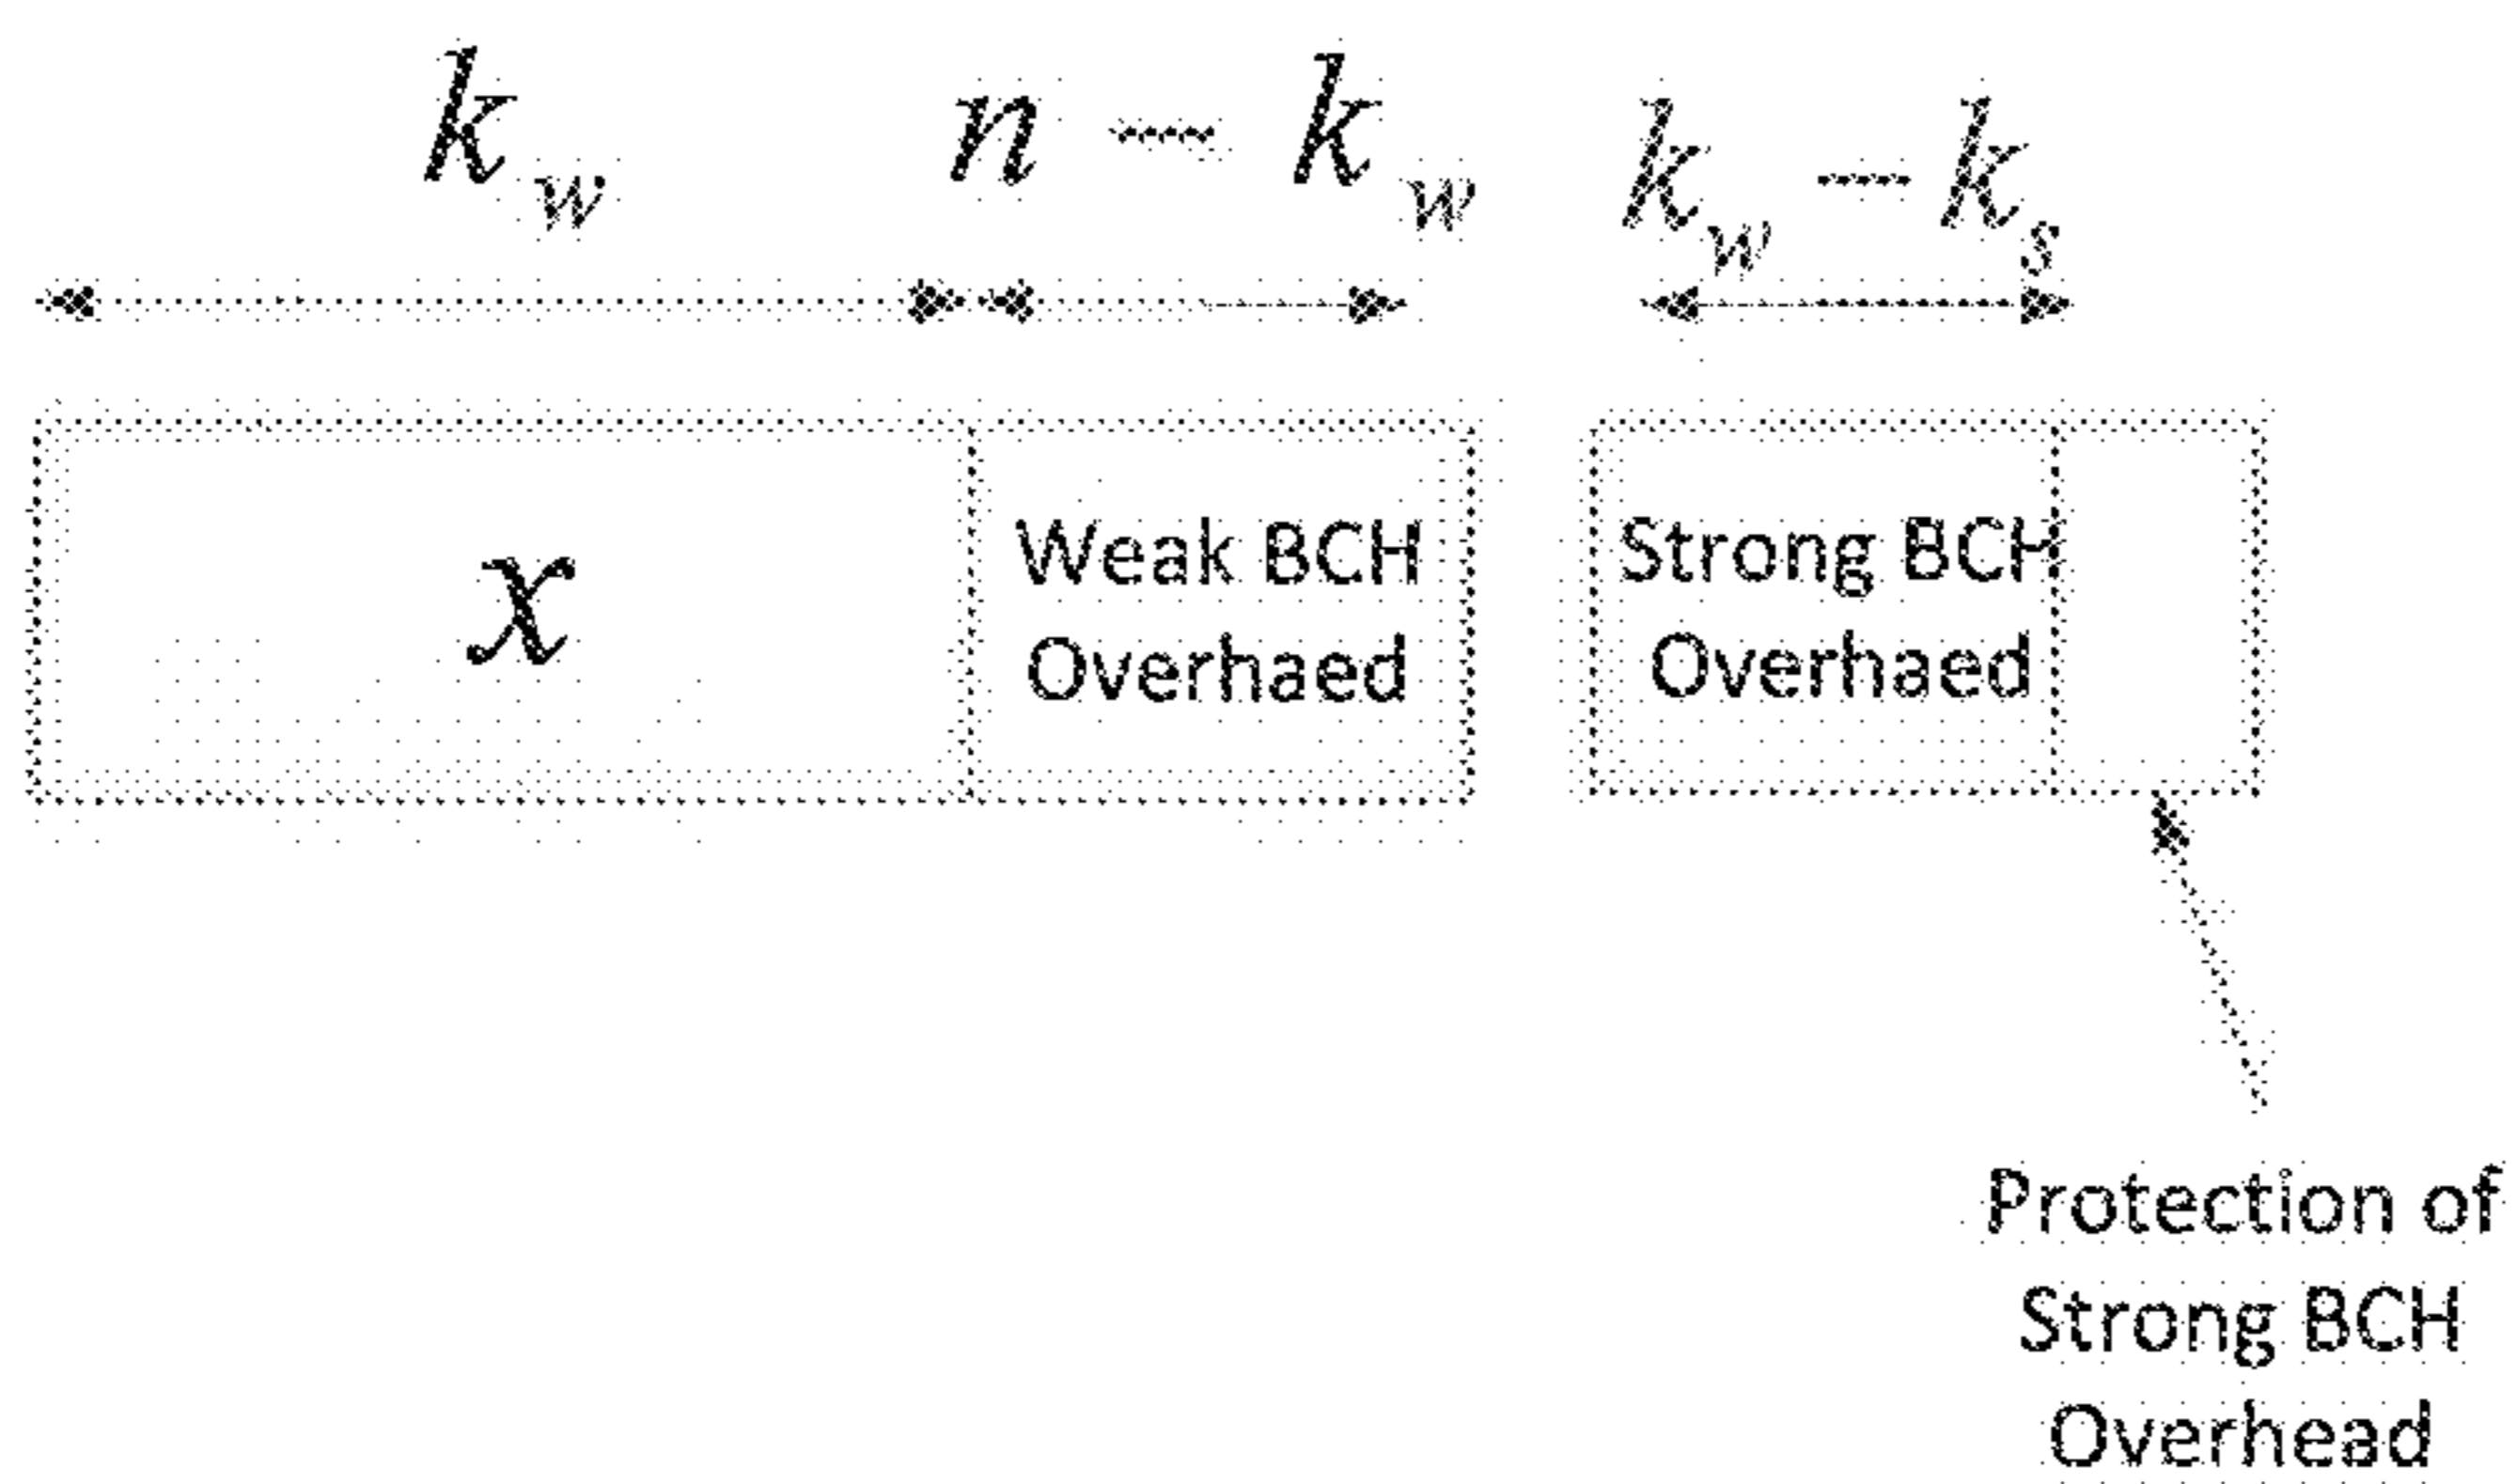 k_w n − k_w k_w − k_s
x
Weak BCH
Overhaed
Strong BCH
Overhaed
Protection of
Strong BCH
Overhead